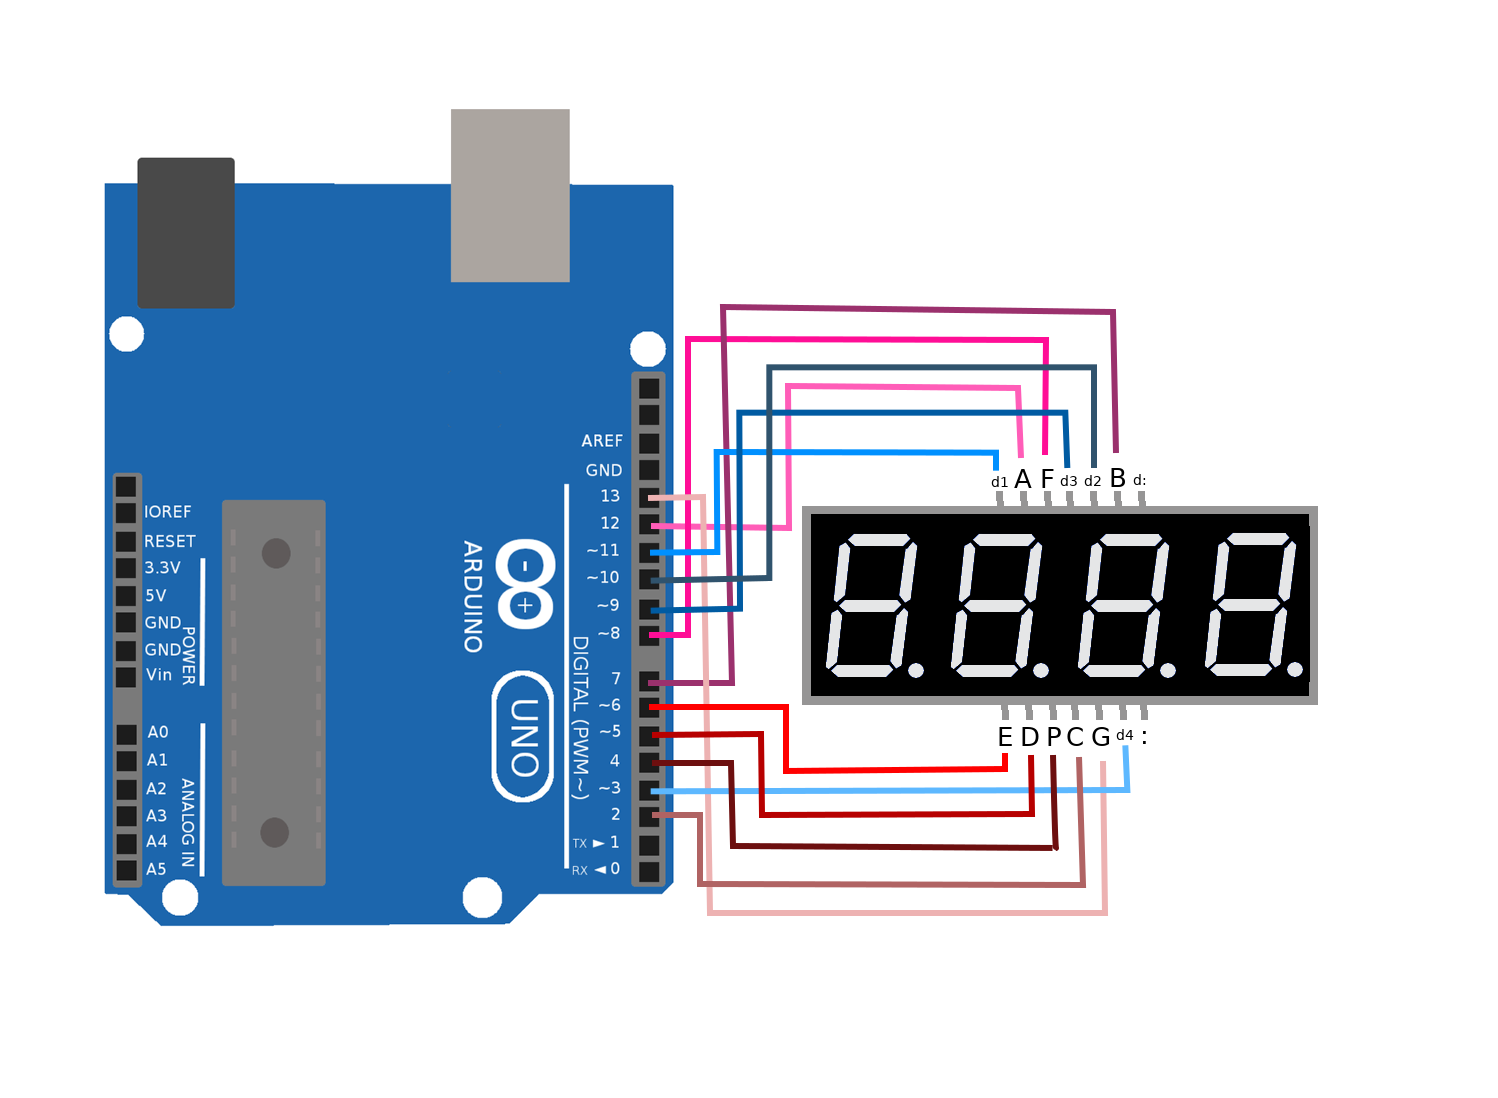 AREF
GND
13
12
~11
~10
~9
~8
7
~6
~5
4
~3
2
TX ► 1
RX ◄ 0
DIGITAL (PWM~)
IOREF
RESET
3.3V
5V
GND
GND
Vin
POWER
A0
A1
A2
A3
A4
A5
ANALOG IN
- +
ARDUINO
UNO
d1 A F d3 d2 B d:
E D P C G d4 :